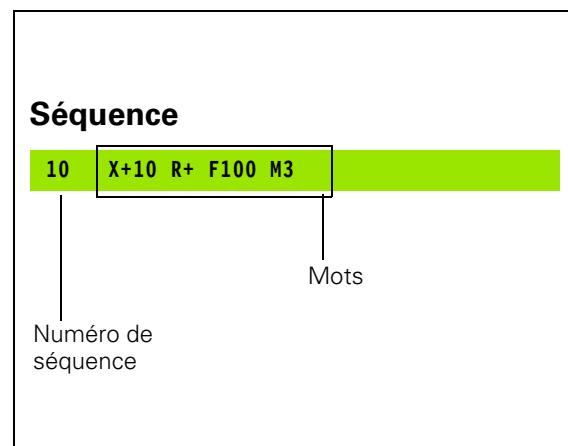 Séquence
10 X+10 R+ F100 M3
Mots
Numéro de
séquence